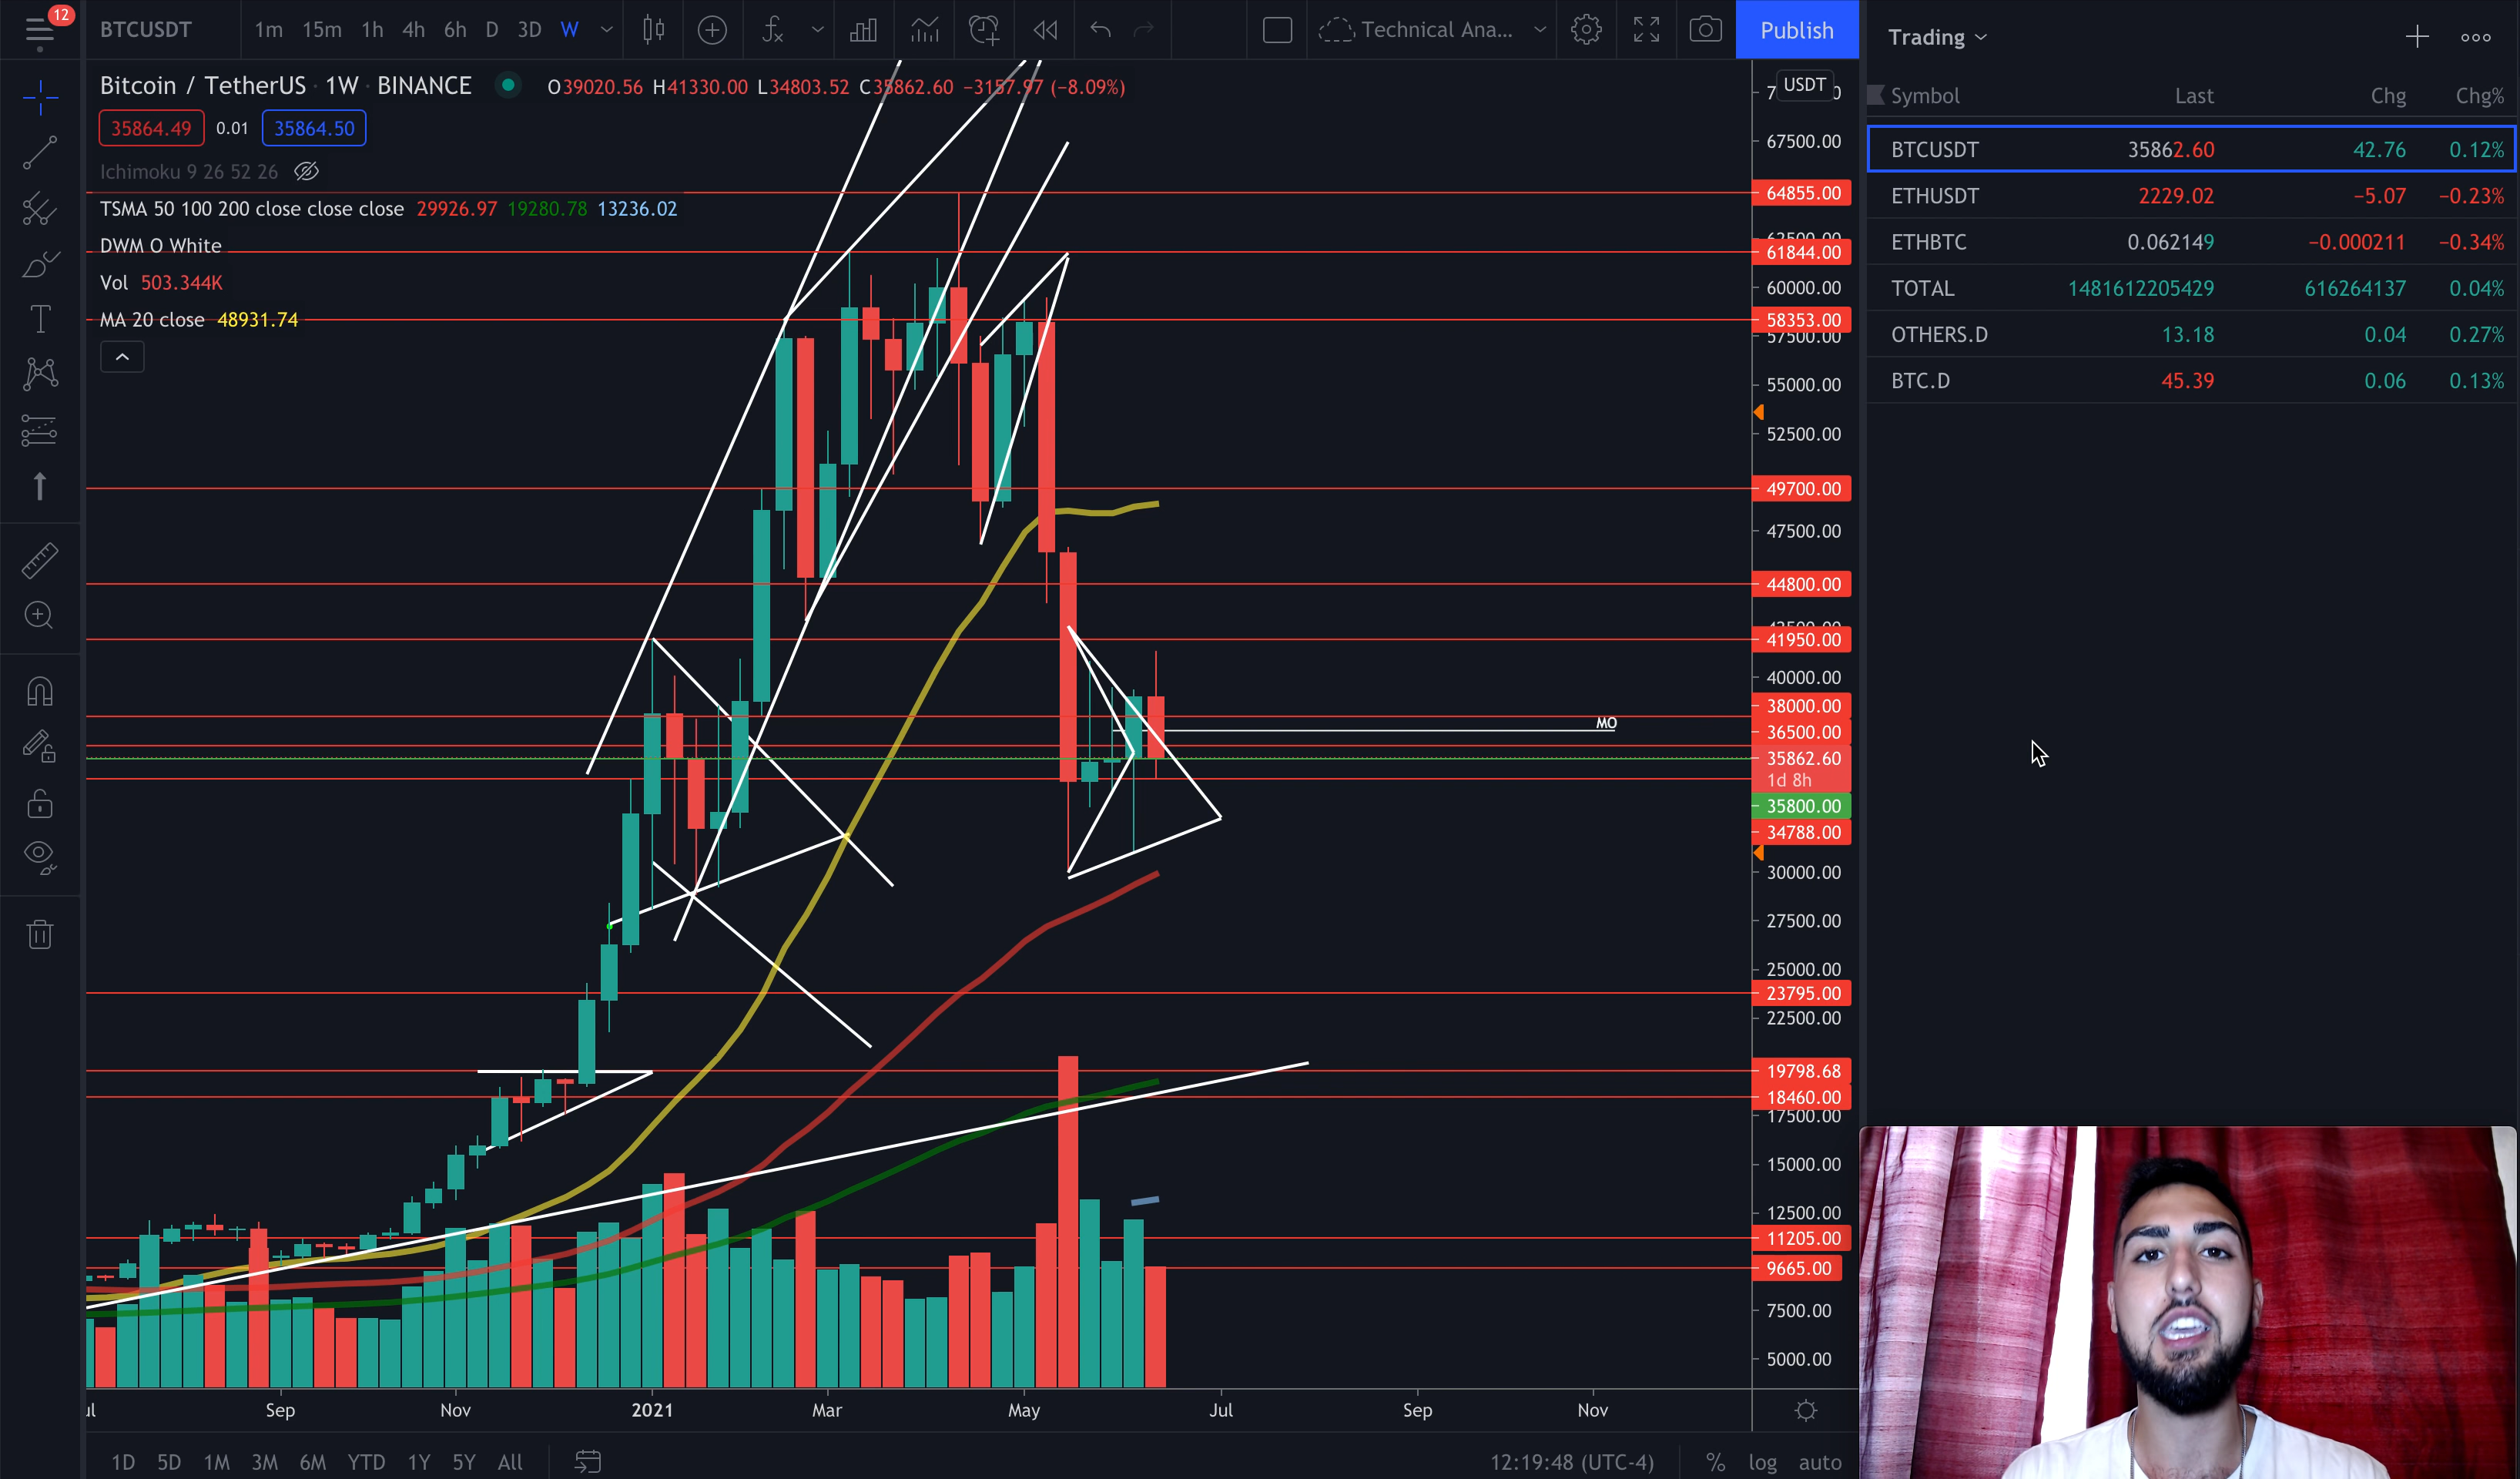 12
BTCUSDT 1m 15m 1h 4h 6h D 3D W Technical Ana... Publish
Bitcoin / TetherUS · 1W · BINANCE O39020.56 H41330.00 L34803.52 C35862.60 −3157.97 (−8.09%)
35864.49 0.01 35864.50
Ichimoku 9 26 52 26
TSMA 50 100 200 close close close 29926.97 19280.78 13236.02
DWM O White
Vol 503.344K
MA 20 close 48931.74
USDT
67500.00
64855.00
61844.00
60000.00
58353.00
57500.00
55000.00
52500.00
49700.00
47500.00
44800.00
41950.00
40000.00
38000.00
MO
36500.00
35862.60
1d 8h
35800.00
34788.00
30000.00
27500.00
25000.00
23795.00
22500.00
19798.68
18460.00
17500.00
15000.00
12500.00
11205.00
9665.00
7500.00
5000.00
Sep Nov 2021 Mar May Jul Sep Nov
1D 5D 1M 3M 6M YTD 1Y 5Y All 12:19:48 (UTC-4) % log auto
Trading
Symbol Last Chg Chg%
BTCUSDT 35862.60 42.76 0.12%
ETHUSDT 2229.02 −5.07 −0.23%
ETHBTC 0.062149 −0.000211 −0.34%
TOTAL 1481612205429 616264137 0.04%
OTHERS.D 13.18 0.04 0.27%
BTC.D 45.39 0.06 0.13%